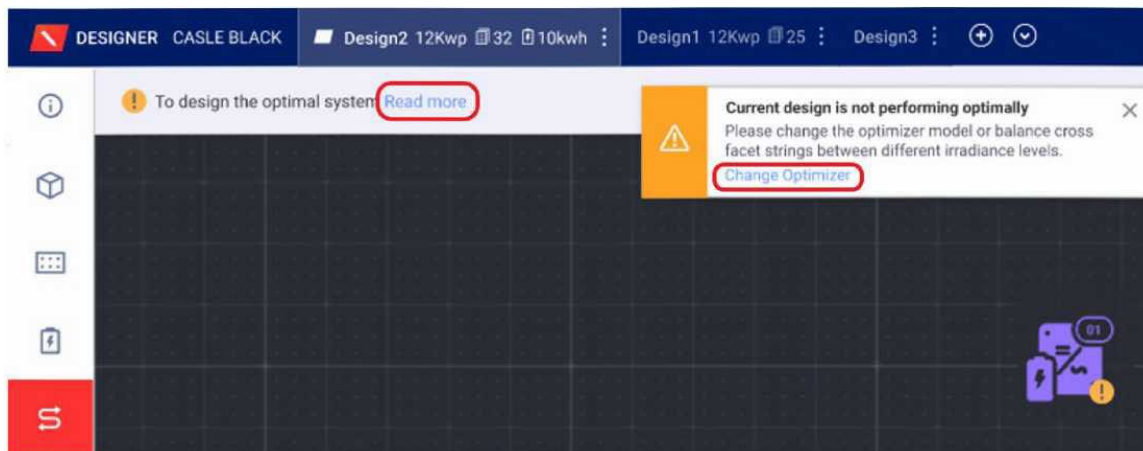 DESIGNER CASLE BLACK
Design2 12Kwp 32 10kwh
Design1 12Kwp 25
Design3
To design the optimal system Read more
Current design is not performing optimally
Please change the optimizer model or balance cross
facet strings between different irradiance levels.
Change Optimizer
01